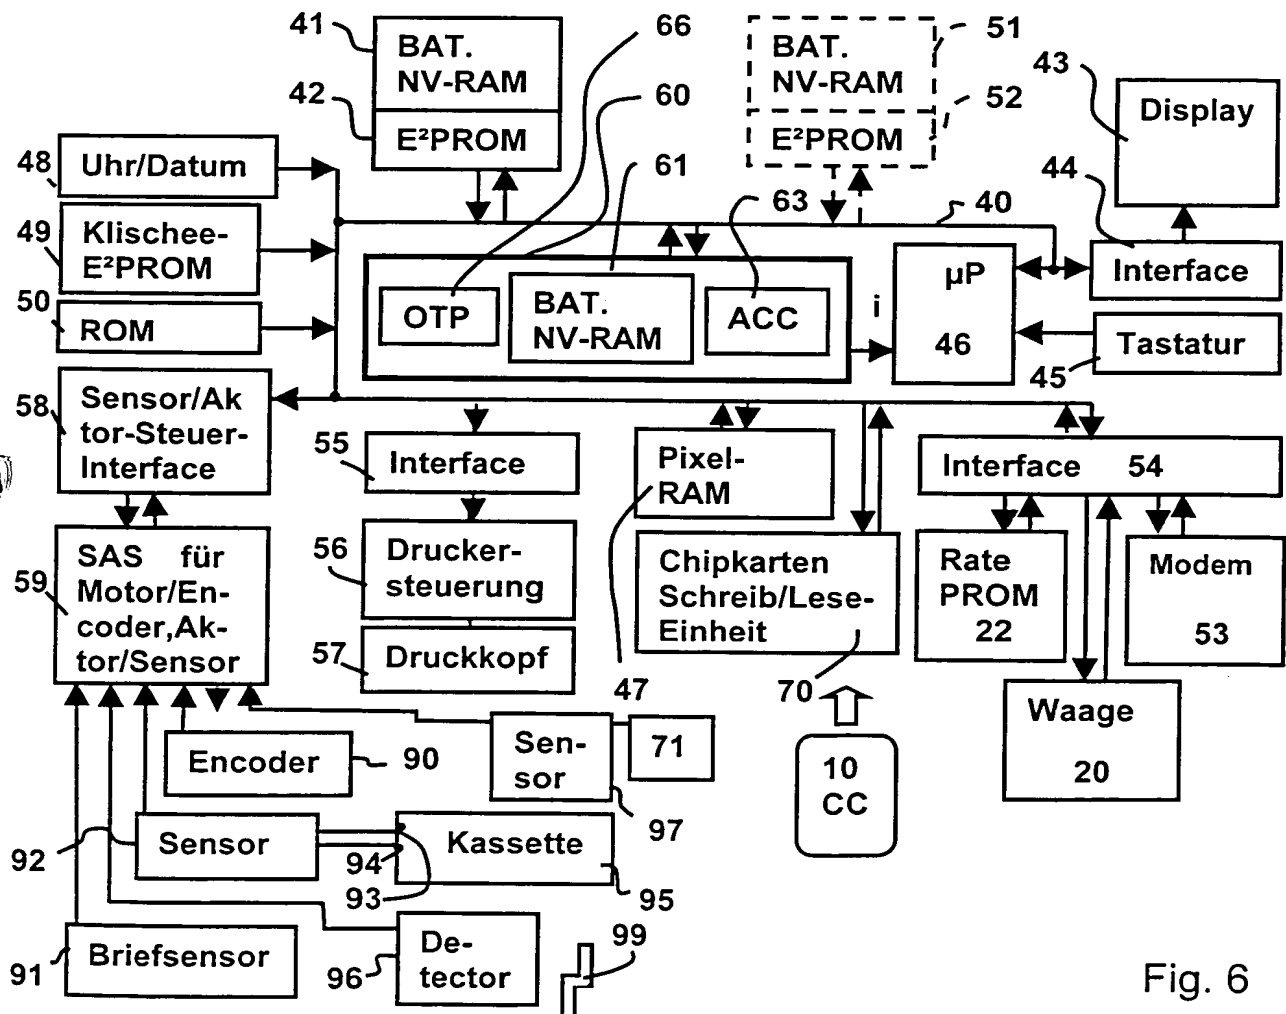 41
BAT.
NV-RAM
66
BAT.
NV-RAM
51
42
E²PROM
60
E²PROM
52
43
Display
48
Uhr/Datum
61
63
40
44
49
Klischee-
E²PROM
50
ROM
OTP
BAT.
NV-RAM
ACC
i
µP
46
Interface
45
Tastatur
58
Sensor/Ak
tor-Steuer-
Interface
55
Interface
Pixel-
RAM
Interface 54
59
SAS für
Motor/En-
coder,Ak-
tor/Sensor
56
Drucker-
steuerung
57
Druckkopf
47
Chipkarten
Schreib/Lese-
Einheit
70
Rate
PROM
22
Modem
53
Encoder
90
Sen-
sor
71
97
10
CC
Waage
20
92
Sensor
94
93
Kassette
95
91
Briefsensor
96
De-
tector
99
Fig. 6